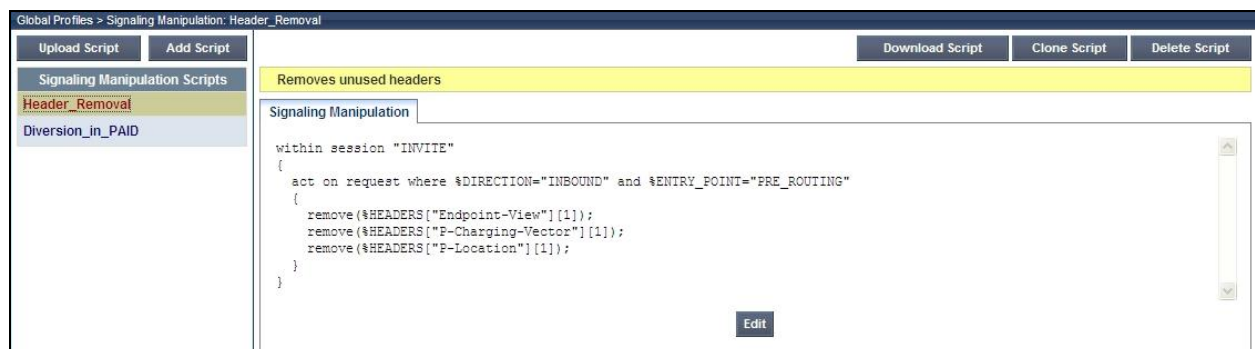 Global Profiles > Signaling Manipulation: Header_Removal
Upload Script
Add Script
Download Script
Clone Script
Delete Script
Signaling Manipulation Scripts
Header_Removal
Diversion_in_PAID
Removes unused headers
Signaling Manipulation
within session "INVITE"
{
act on request where %DIRECTION="INBOUND" and %ENTRY_POINT="PRE_ROUTING"
{
remove(%HEADERS["Endpoint-View"][1]);
remove(%HEADERS["P-Charging-Vector"][1]);
remove(%HEADERS["P-Location"][1]);
}
}
Edit